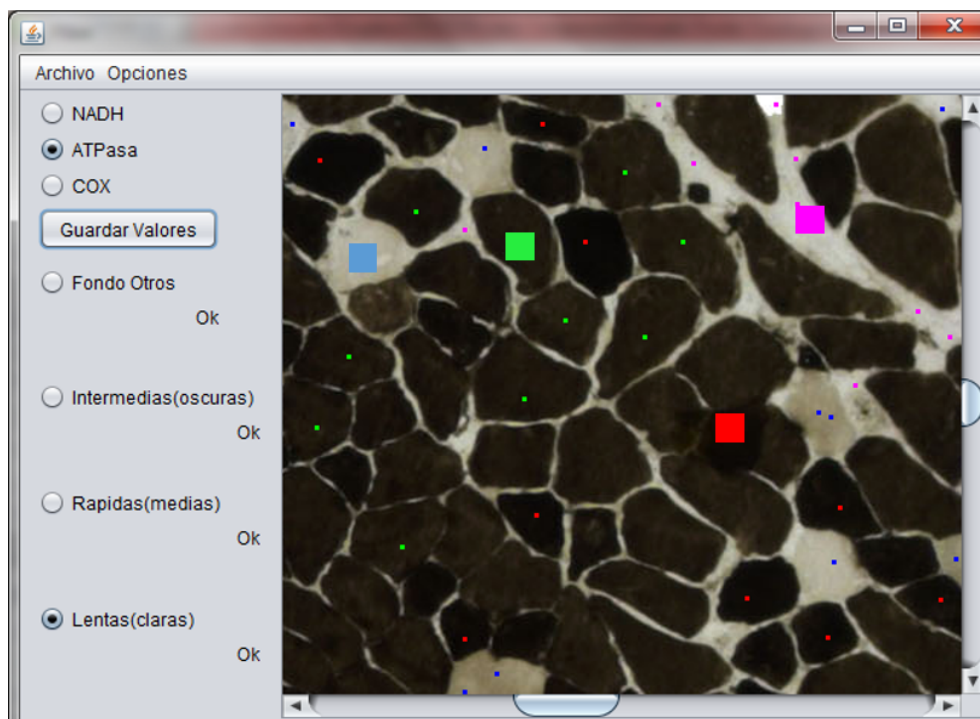 Archivo Opciones
NADH
ATPasa
COX
Guardar Valores
Fondo Otros
Ok
Intermedias(oscuras)
Ok
Rapidas(medias)
Ok
Lentas(claras)
Ok